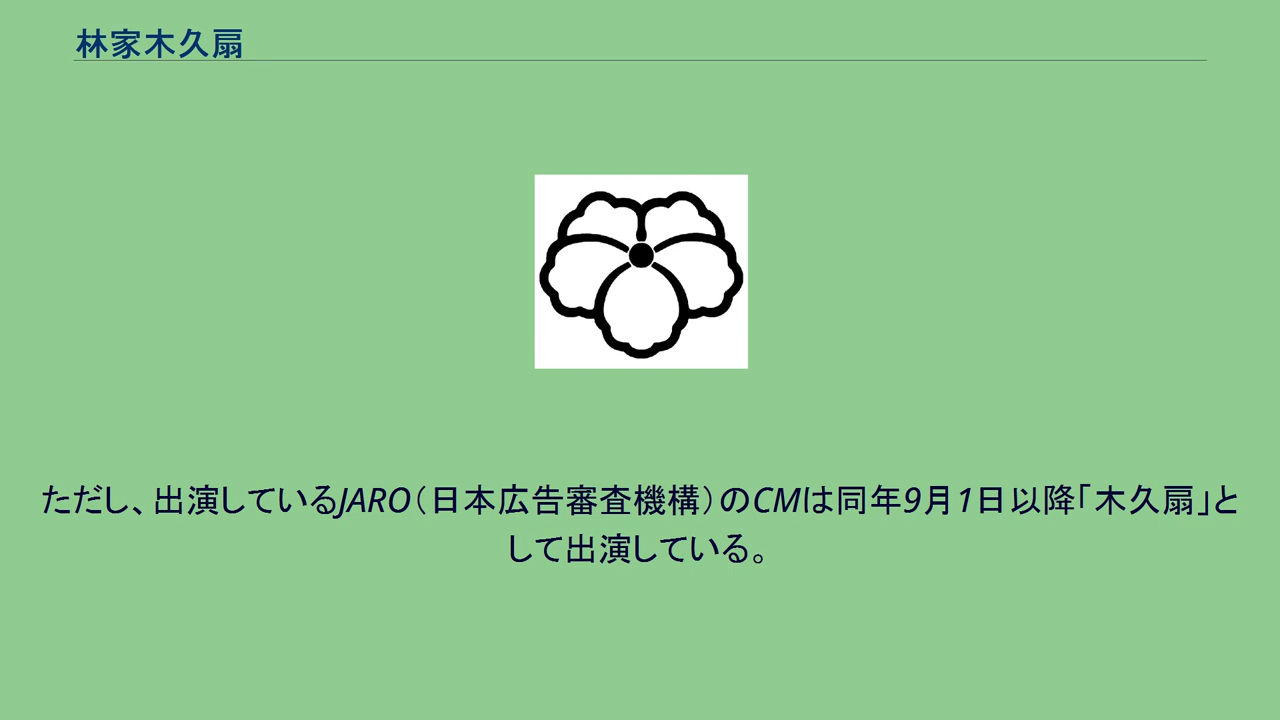 林家木久扇
ただし、出演しているJARO（日本広告審査機構）のCMは同年9月1日以降「木久扇」と
して出演している。